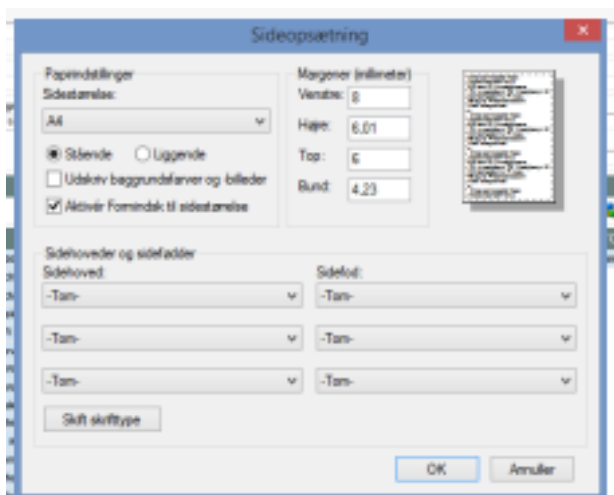 Sideopsætning
Papirindstillinger
Sidestørrelse:
A4
Stående
Liggende
Udskriv baggrundsfarver og -billeder
Aktivér Formindsk til sidestørrelse
Margener (millimeter)
Venstre: 8
Højre: 6,01
Top: 6
Bund: 4,23
Sidehoveder og sidefødder
Sidehoved:
Sidefod:
-Tom-
-Tom-
-Tom-
-Tom-
-Tom-
-Tom-
Skift skrifttype
OK
Annuller